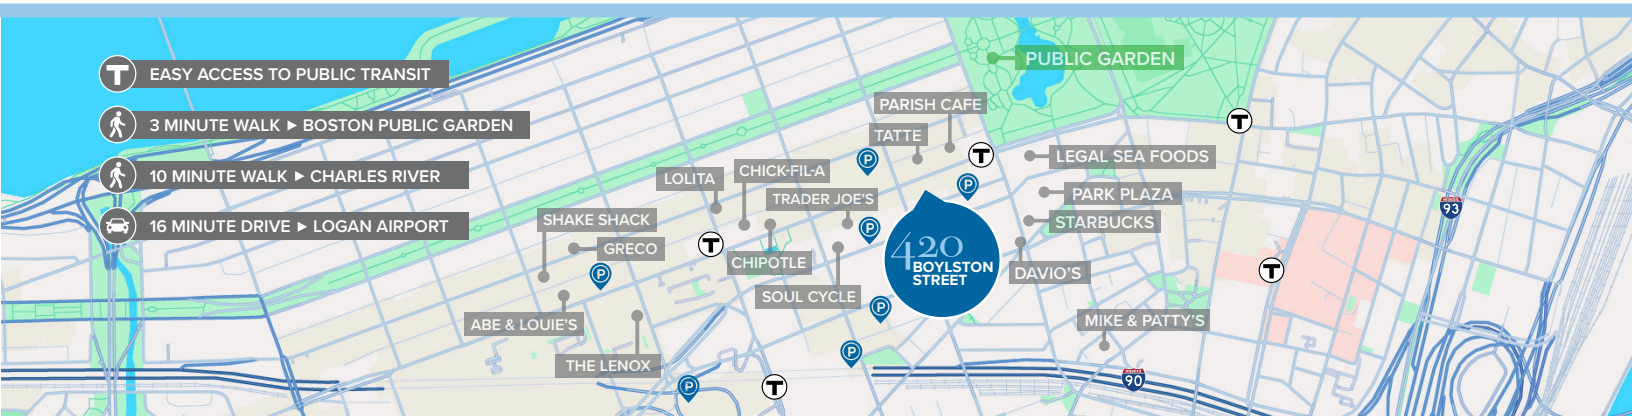 EASY ACCESS TO PUBLIC TRANSIT
3 MINUTE WALK ▶ BOSTON PUBLIC GARDEN
10 MINUTE WALK ▶ CHARLES RIVER
16 MINUTE DRIVE ▶ LOGAN AIRPORT
PUBLIC GARDEN
PARISH CAFE
TATTE
LEGAL SEA FOODS
CHICK-FIL-A
LOLITA
TRADER JOE'S
PARK PLAZA
STARBUCKS
SHAKE SHACK
GRECO
CHIPOTLE
DAVIO'S
SOUL CYCLE
420
BOYLSTON
STREET
ABE & LOUIE'S
MIKE & PATTY'S
THE LENOX
T
T
T
T
T
T
P
P
P
P
P
P
P
93
90